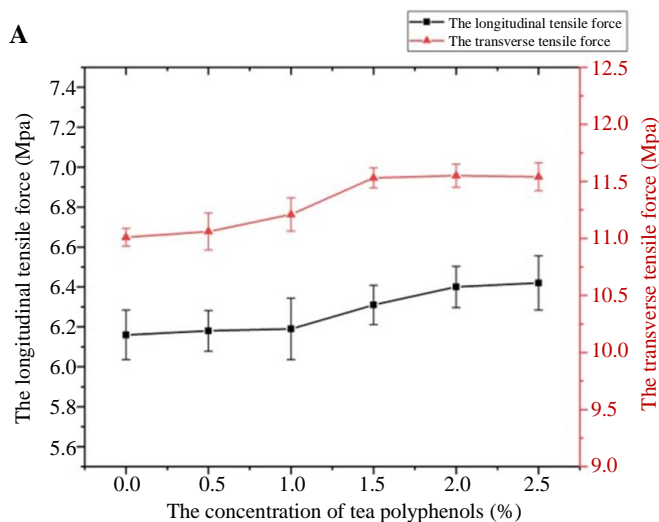 A
The longitudinal tensile force
The transverse tensile force
The longitudinal tensile force (Mpa)
7.4
7.2
7.0
6.8
6.6
6.4
6.2
6.0
5.8
5.6
12.5
12.0
11.5
11.0
10.5
10.0
9.5
9.0
The transverse tensile force (Mpa)
0.0 0.5 1.0 1.5 2.0 2.5
The concentration of tea polyphenols (%)